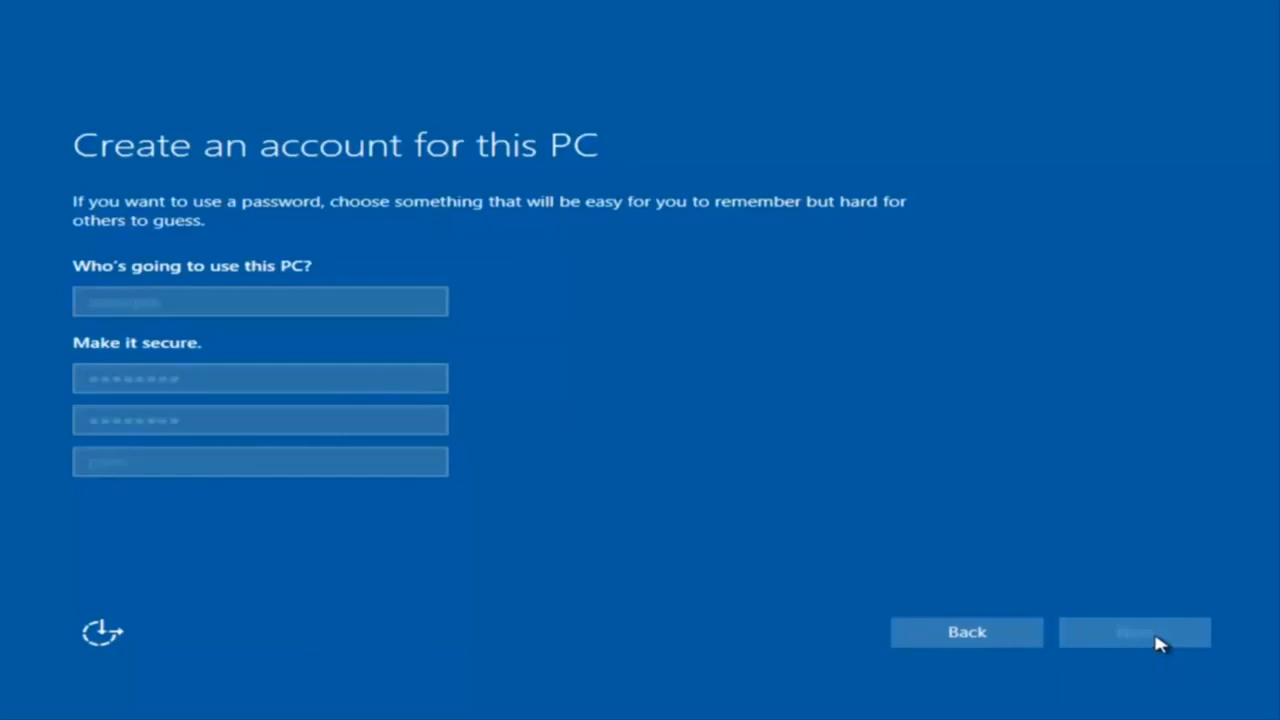 Create an account for this PC
If you want to use a password, choose something that will be easy for you to remember but hard for
others to guess.
Who's going to use this PC?
Make it secure.
Back